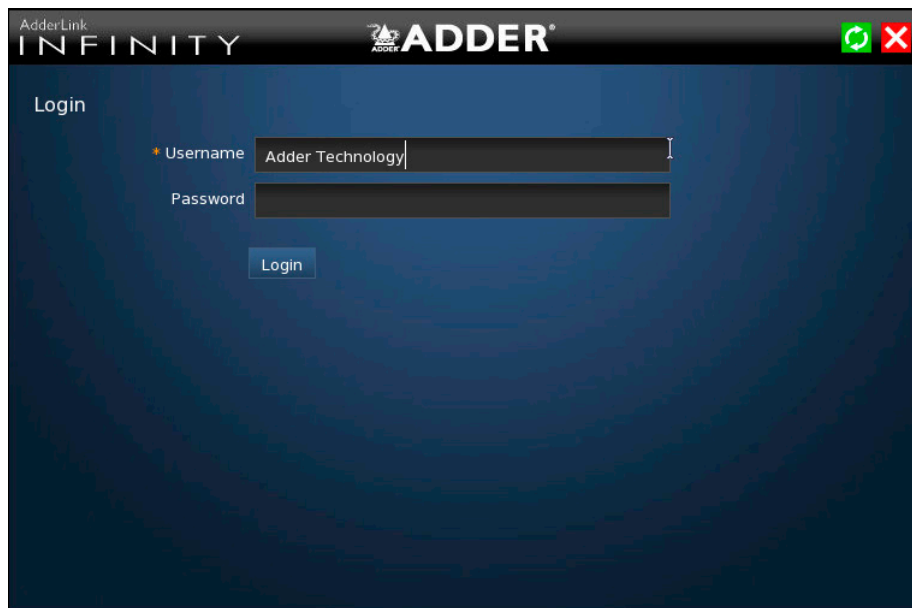 AdderLink
INFINITY
ADDER
ADDER®
Login
* Username
Adder Technology
Password
Login